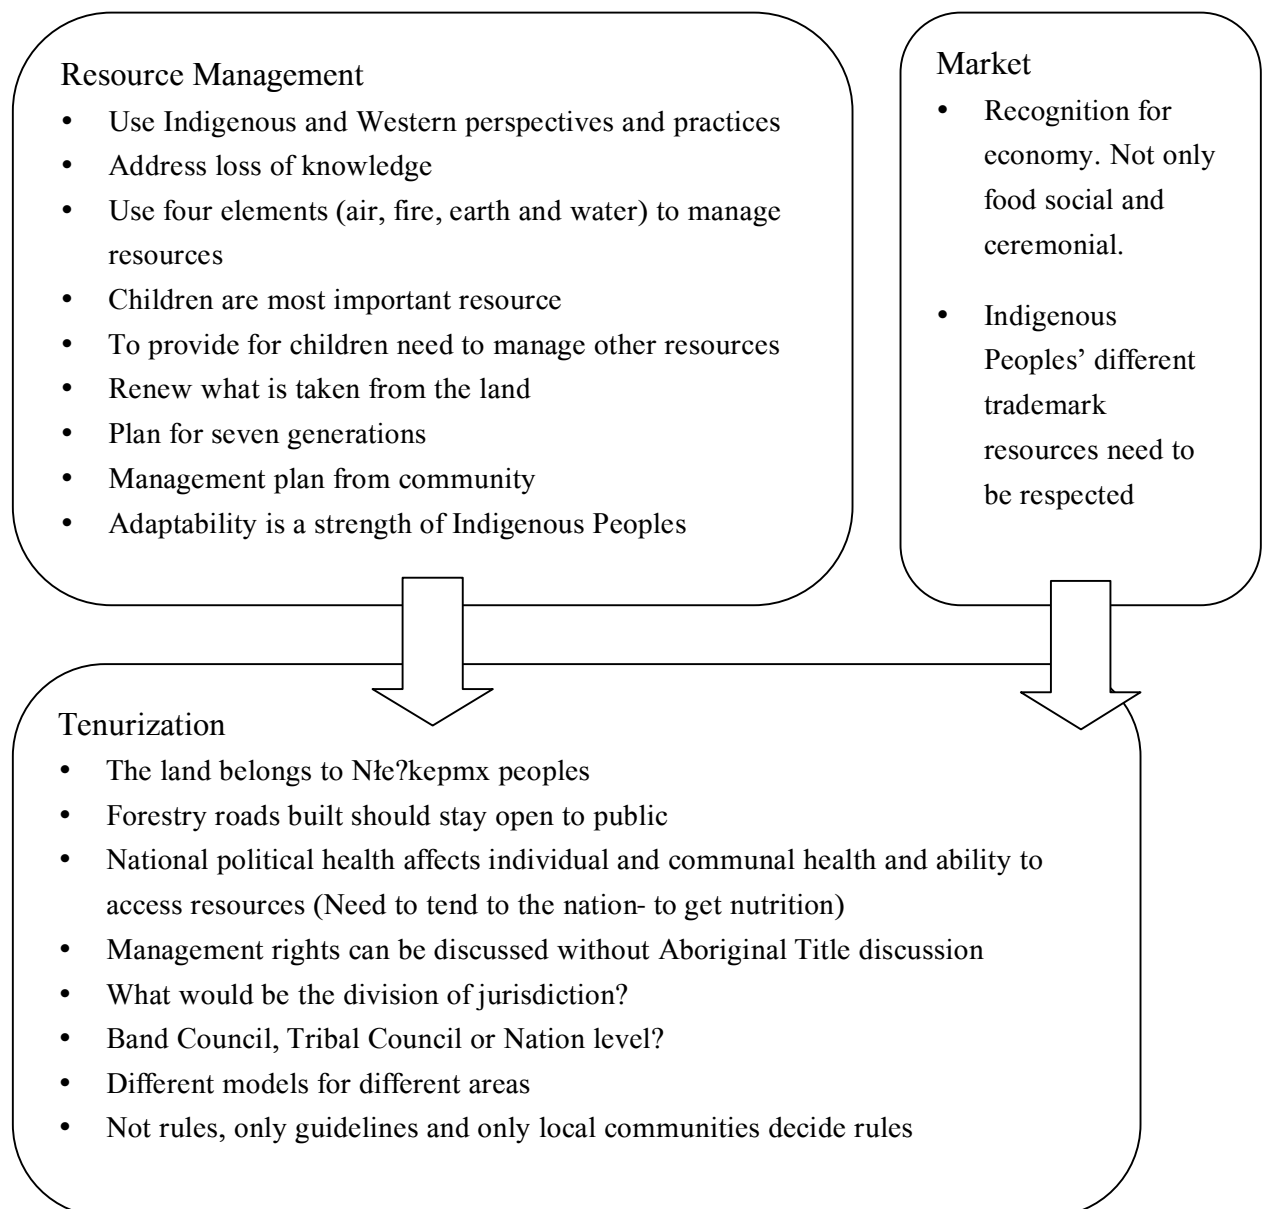 Resource Management
• Use Indigenous and Western perspectives and practices
• Address loss of knowledge
• Use four elements (air, fire, earth and water) to manage
resources
• Children are most important resource
• To provide for children need to manage other resources
• Renew what is taken from the land
• Plan for seven generations
• Management plan from community
• Adaptability is a strength of Indigenous Peoples
Market
• Recognition for
economy. Not only
food social and
ceremonial.
• Indigenous
Peoples’ different
trademark
resources need to
be respected
Tenurization
• The land belongs to Nłe?kepmx peoples
• Forestry roads built should stay open to public
• National political health affects individual and communal health and ability to
access resources (Need to tend to the nation- to get nutrition)
• Management rights can be discussed without Aboriginal Title discussion
• What would be the division of jurisdiction?
• Band Council, Tribal Council or Nation level?
• Different models for different areas
• Not rules, only guidelines and only local communities decide rules